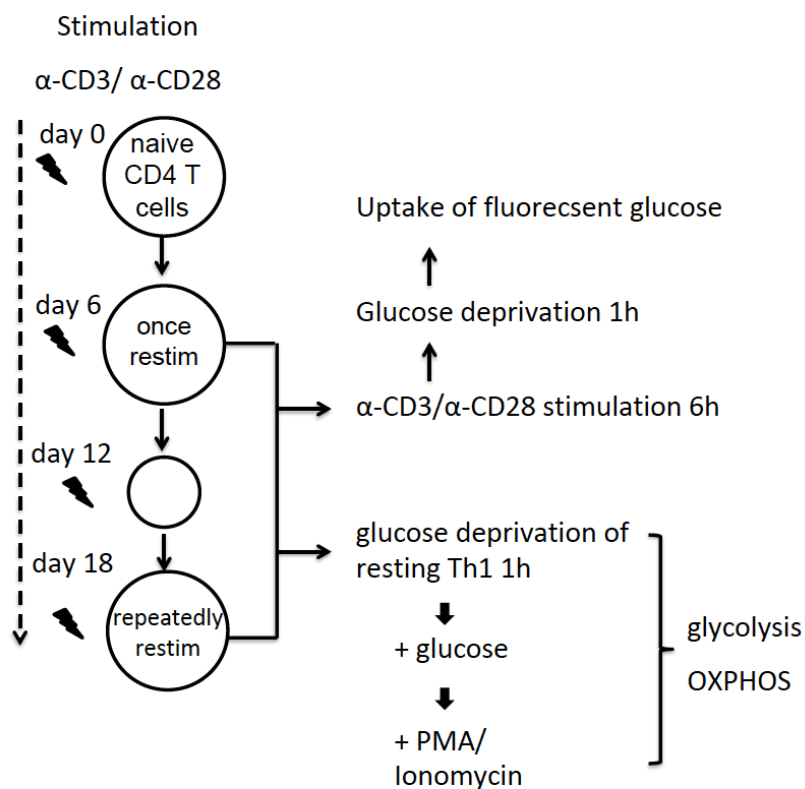 Stimulation
α-CD3/ α-CD28
day 0
naive
CD4 T
cells
Uptake of fluorecsent glucose
day 6
once
restim
Glucose deprivation 1h
α-CD3/α-CD28 stimulation 6h
day 12
day 18
repeatedly
restim
glucose deprivation of
resting Th1 1h
+ glucose
+ PMA/
Ionomycin
glycolysis
OXPHOS